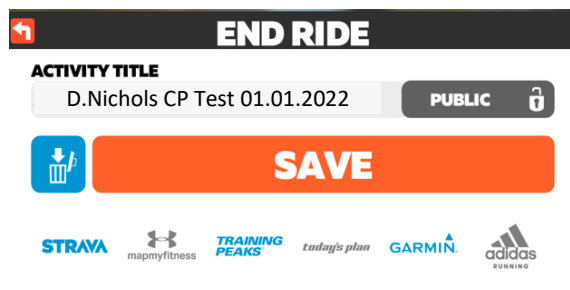 END RIDE
ACTIVITY TITLE
D.Nichols CP Test 01.01.2022 PUBLIC
SAVE
STRAVA mapmyfitness TRAINING PEAKS today's plan GARMIN. adidas RUNNING